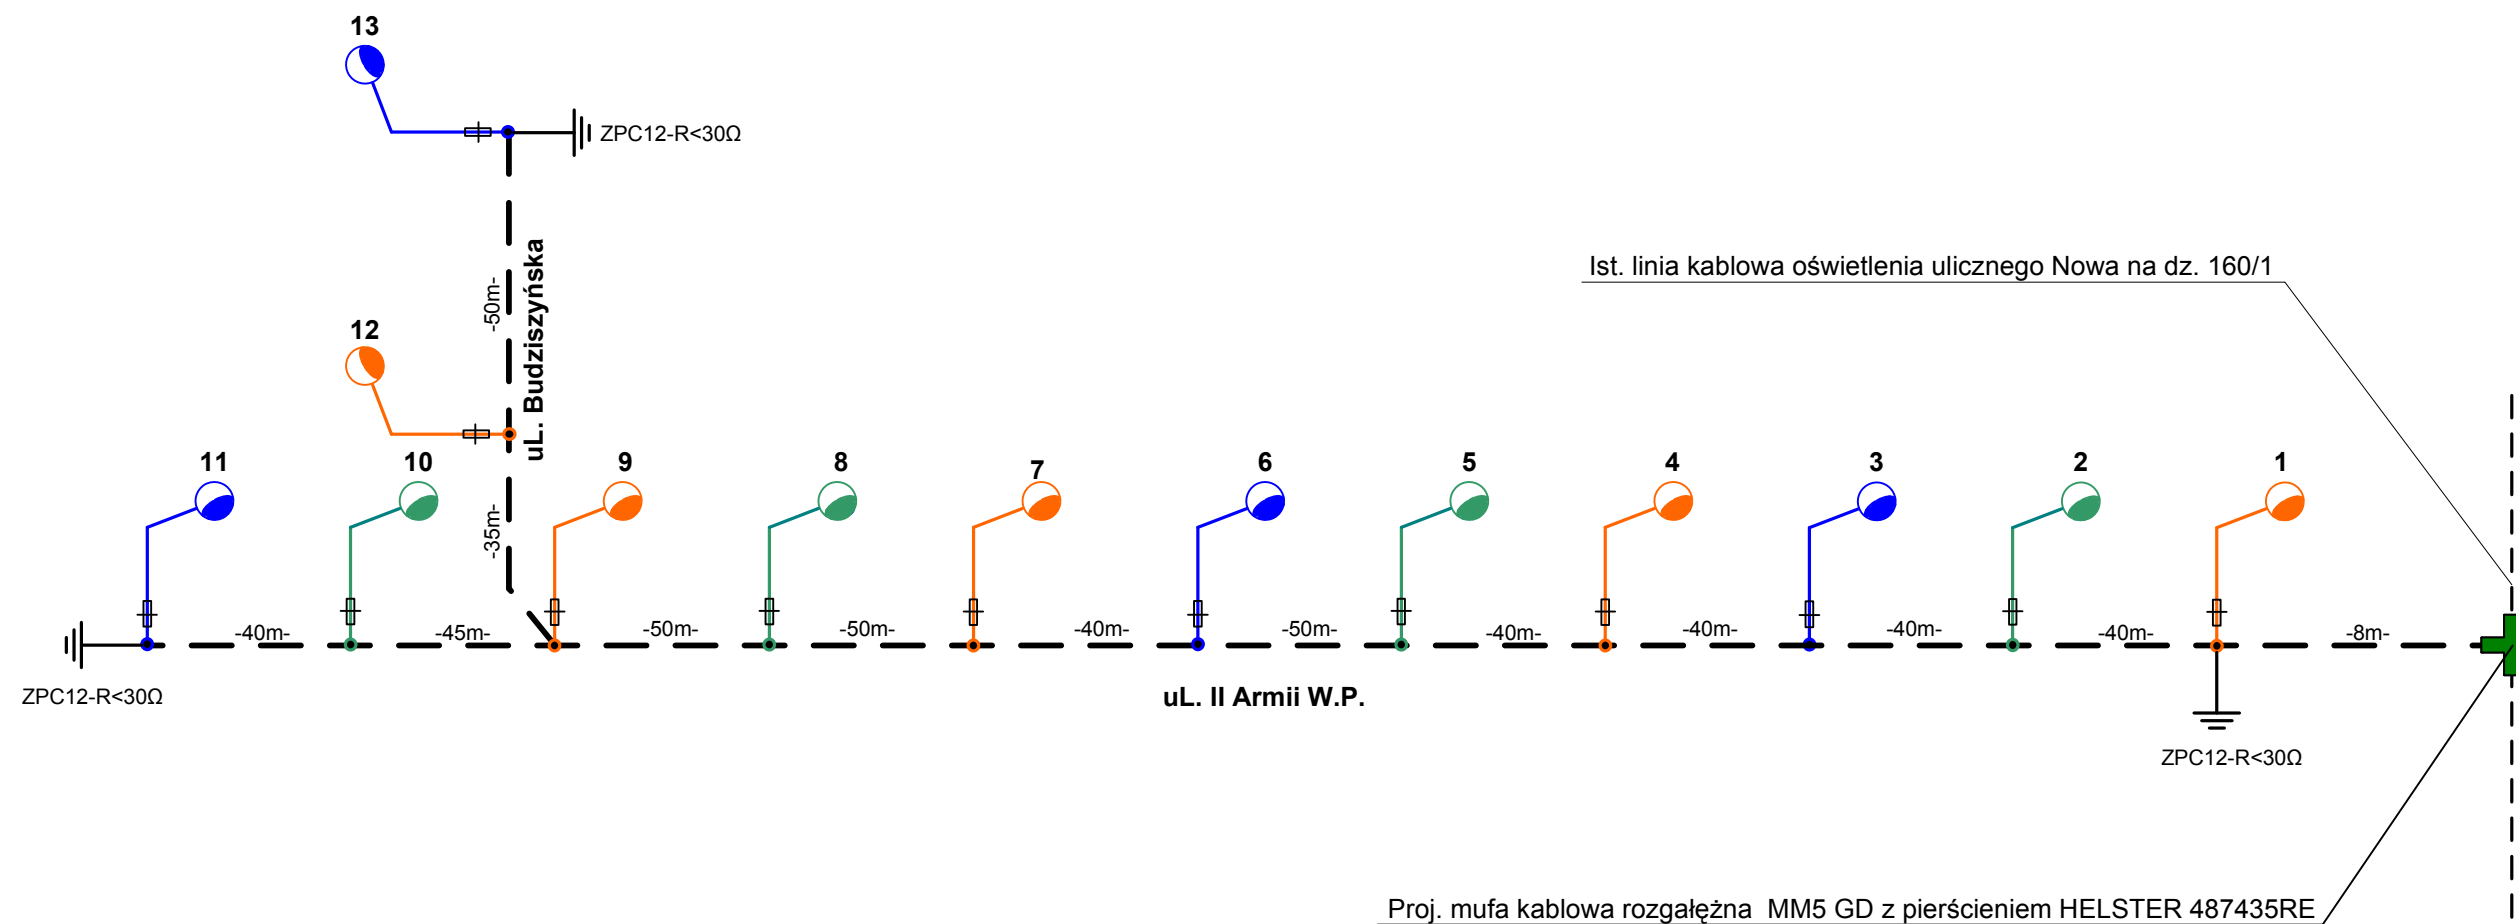 13
ZPC12-R<30Ω
uL. Budziszyńska
-50m-
Ist. linia kablowa oświetlenia ulicznego Nowa na dz. 160/1
12
11
10
9
8
7
6
5
4
3
2
1
-35m-
-40m-
-45m-
-50m-
-50m-
-40m-
-50m-
-40m-
-40m-
-40m-
-40m-
-8m-
ZPC12-R<30Ω
uL. II Armii W.P.
ZPC12-R<30Ω
Proj. mufa kablowa rozgałężna MM5 GD z pierścieniem HELSTER 487435RE